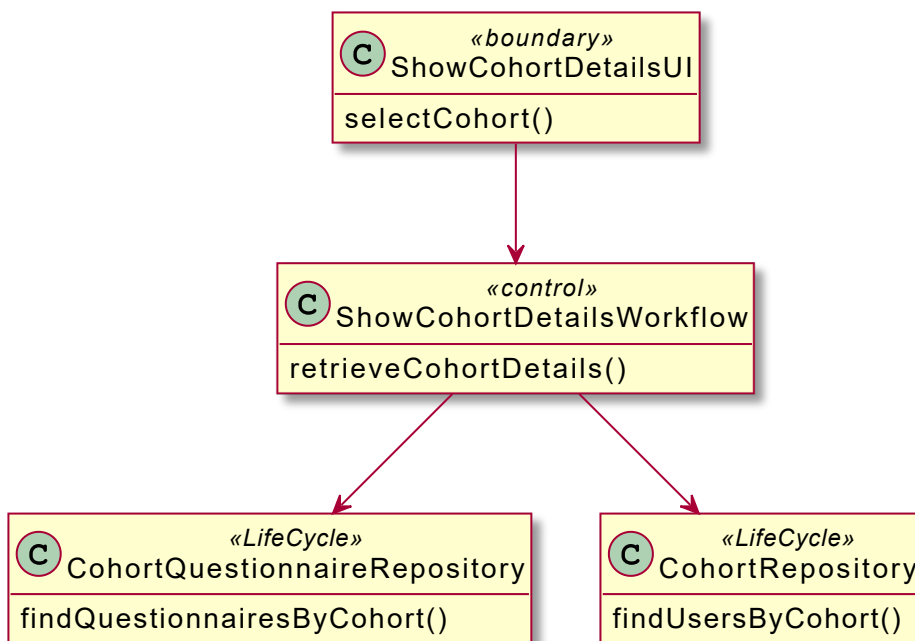 «boundary»
C ShowCohortDetailsUI
selectCohort()
«control»
C ShowCohortDetailsWorkflow
retrieveCohortDetails()
«LifeCycle»
C CohortQuestionnaireRepository
findQuestionnairesByCohort()
«LifeCycle»
C CohortRepository
findUsersByCohort()